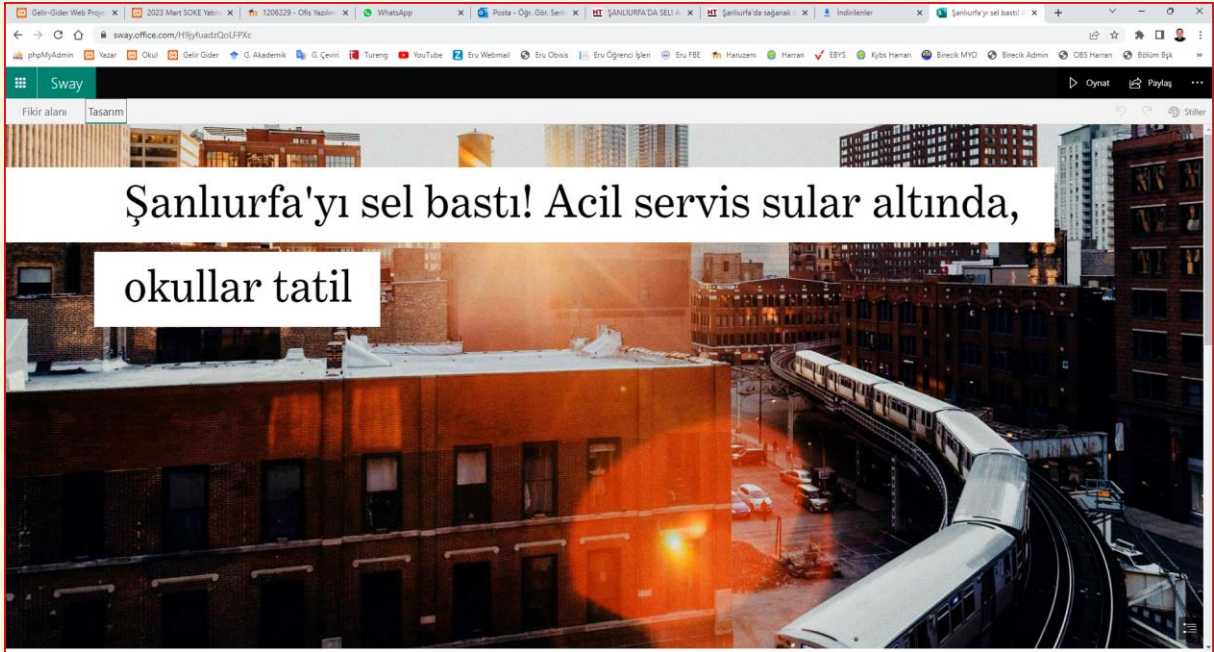 Gelir-Gider Web Proje
2023 Mart SOKE Yatırı
1206229 - Ofis Yazılım
WhatsApp
Posta - Öğr. Gör. Serk
ŞANLIURFA'DA SEL! A
Şanlıurfa'da sağanak
İndirilenler
Şanlıurfa'yı sel bastı! A
sway.office.com/H9jyfuadzQoLFPXc
phpMyAdmin
Yazar
Okul
Gelir Gider
G. Akademik
G. Çeviri
Tureng
YouTube
Eru Webmail
Eru Obisis
Eru Öğrenci İşleri
Eru FBE
Haruzem
Harran
EBYS
Kybs Harran
Birecik MYO
Birecik Admin
OBS Harran
Bölüm Bşk
Sway
Oynat
Paylaş
Fikir alanı
Tasarım
Stiller
Şanlıurfa'yı sel bastı! Acil servis sular altında,
okullar tatil